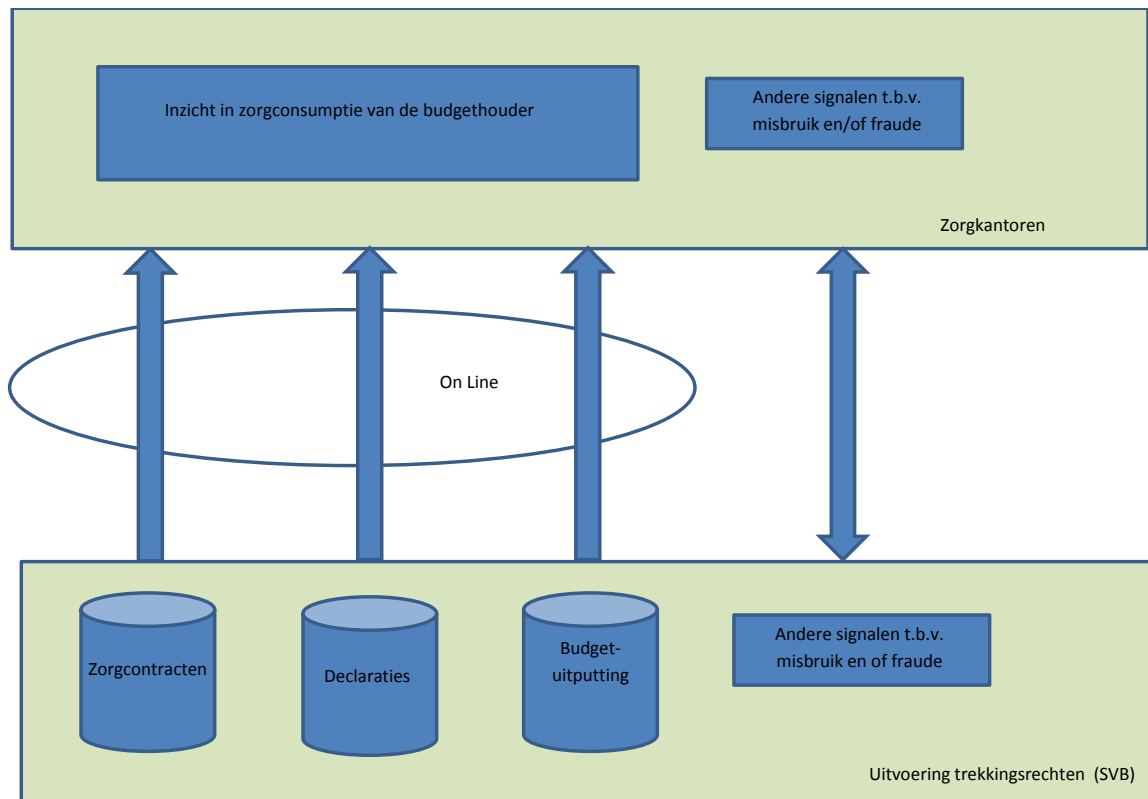 Inzicht in zorgconsumptie van de budgethouder
Andere signalen t.b.v.
misbruik en/of fraude
Zorgkantoren
On Line
Zorgcontracten
Declaraties
Budget-
uitputting
Andere signalen t.b.v.
misbruik en of fraude
Uitvoering trekkingsrechten (SVB)